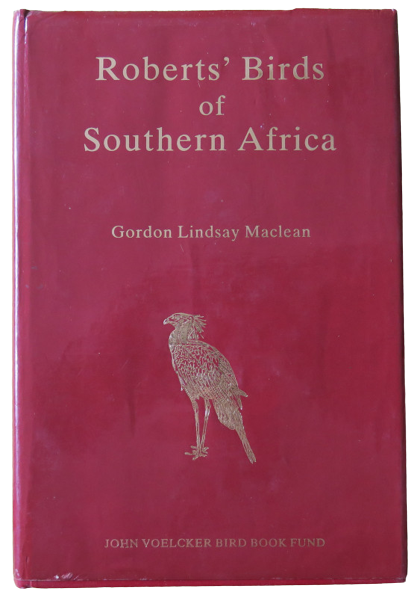 Roberts' Birds
of
Southern Africa
Gordon Lindsay Maclean
JOHN VOELCKER BIRD BOOK FUND